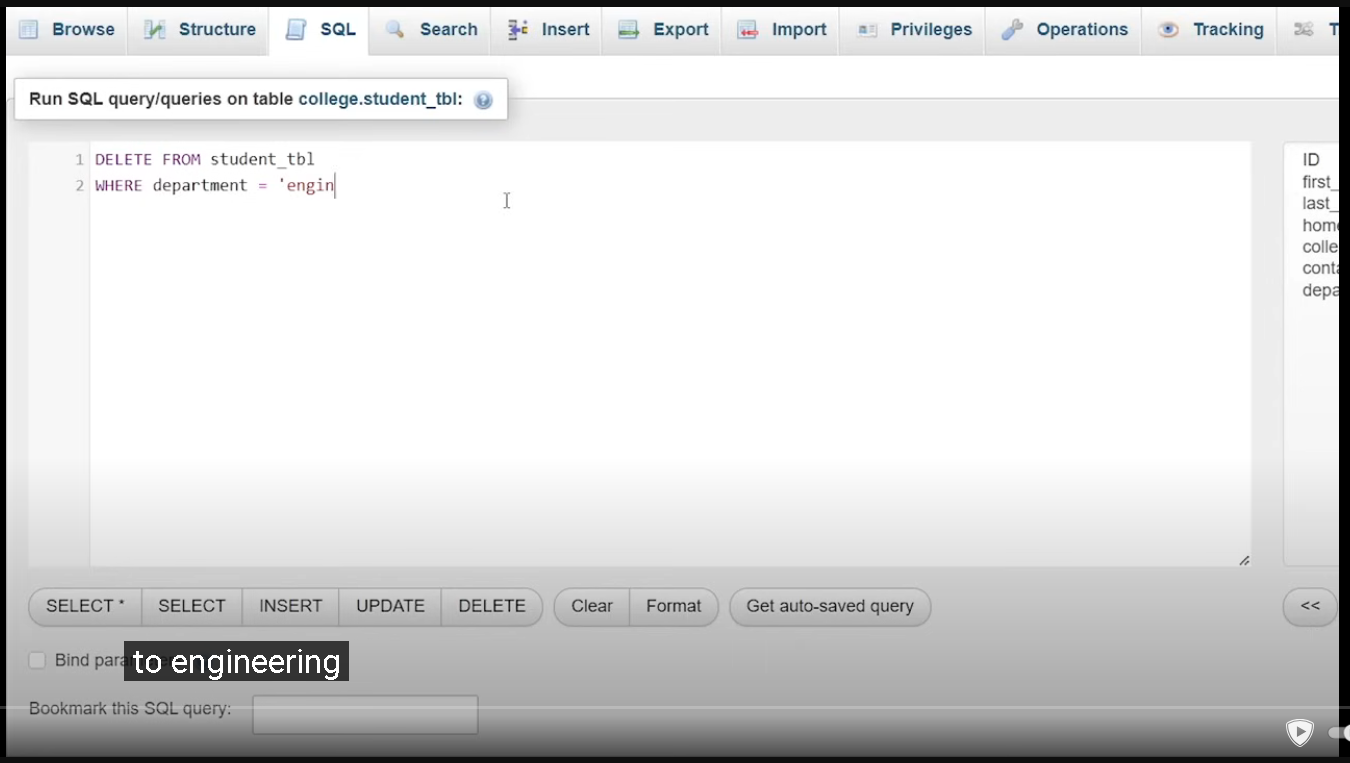 Browse Structure SQL Search Insert Export Import Privileges Operations Tracking
Run SQL query/queries on table college.student_tbl:
1 DELETE FROM student_tbl
2 WHERE department = 'engin
ID
first_
last_
home
colle
conta
depa
SELECT * SELECT INSERT UPDATE DELETE Clear Format Get auto-saved query <<
Bind para
to engineering
Bookmark this SQL query: